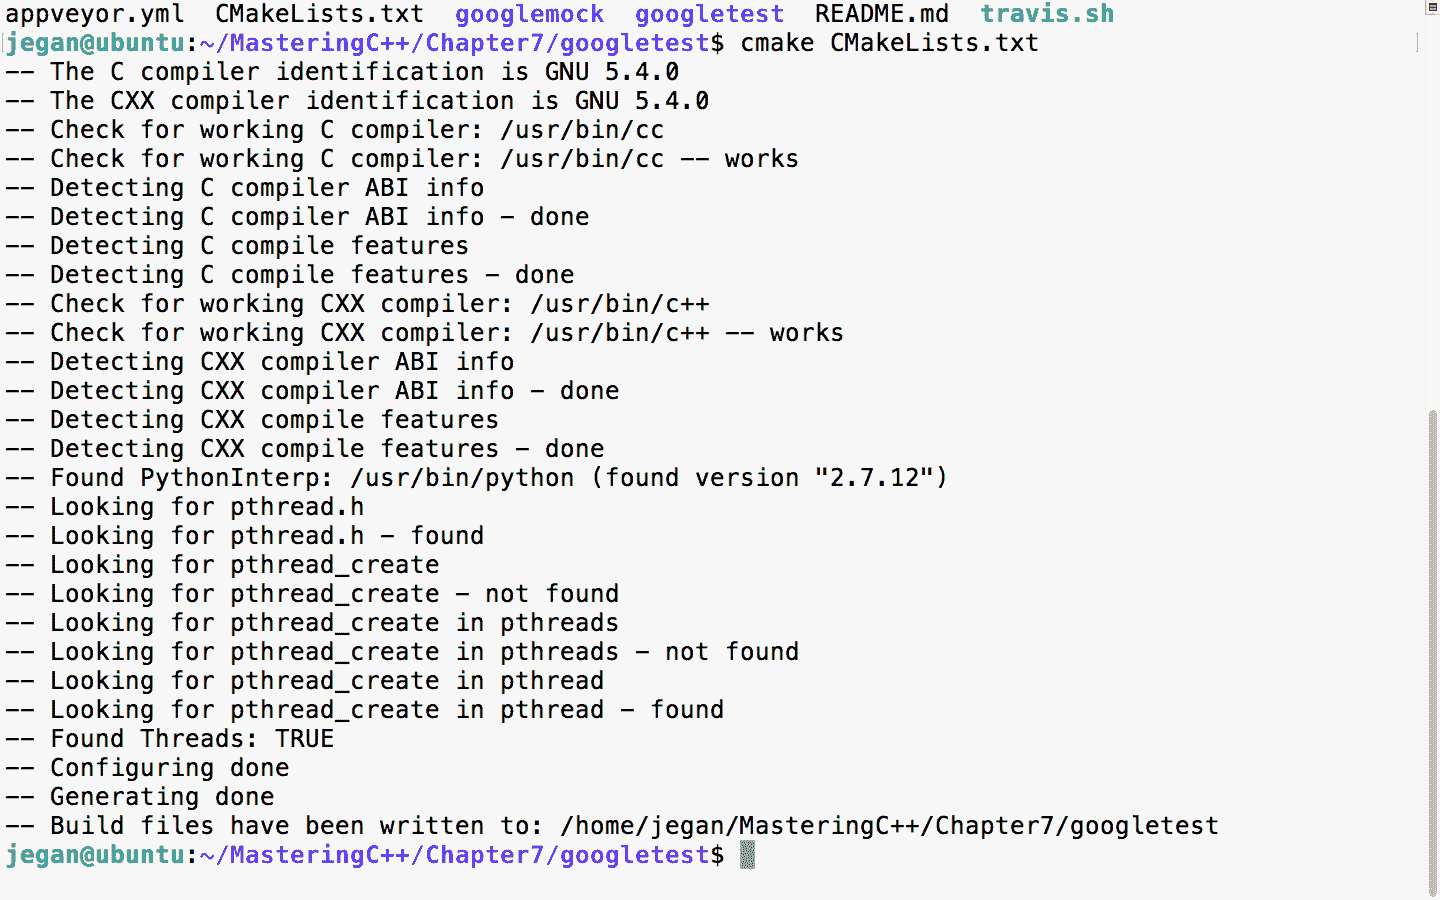 appveyor.yml  CMakeLists.txt  googlemock  googletest  README.md  travis.sh
jegan@ubuntu:~/MasteringC++/Chapter7/googletest$ cmake CMakeLists.txt
-- The C compiler identification is GNU 5.4.0
-- The CXX compiler identification is GNU 5.4.0
-- Check for working C compiler: /usr/bin/cc
-- Check for working C compiler: /usr/bin/cc -- works
-- Detecting C compiler ABI info
-- Detecting C compiler ABI info - done
-- Detecting C compile features
-- Detecting C compile features - done
-- Check for working CXX compiler: /usr/bin/c++
-- Check for working CXX compiler: /usr/bin/c++ -- works
-- Detecting CXX compiler ABI info
-- Detecting CXX compiler ABI info - done
-- Detecting CXX compile features
-- Detecting CXX compile features - done
-- Found PythonInterp: /usr/bin/python (found version "2.7.12")
-- Looking for pthread.h
-- Looking for pthread.h - found
-- Looking for pthread_create
-- Looking for pthread_create - not found
-- Looking for pthread_create in pthreads
-- Looking for pthread_create in pthreads - not found
-- Looking for pthread_create in pthread
-- Looking for pthread_create in pthread - found
-- Found Threads: TRUE
-- Configuring done
-- Generating done
-- Build files have been written to: /home/jegan/MasteringC++/Chapter7/googletest
jegan@ubuntu:~/MasteringC++/Chapter7/googletest$